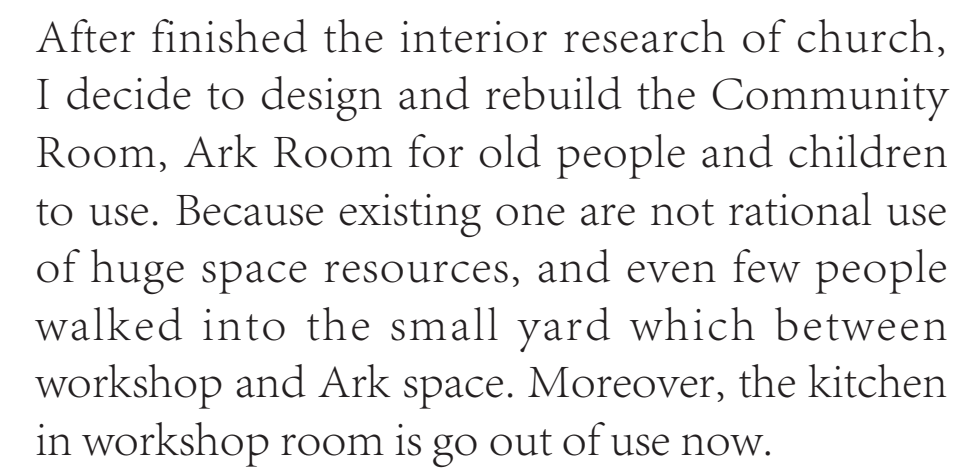 After finished the interior research of church,
I decide to design and rebuild the Community
Room, Ark Room for old people and children
to use. Because existing one are not rational use
of huge space resources, and even few people
walked into the small yard which between
workshop and Ark space. Moreover, the kitchen
in workshop room is go out of use now.